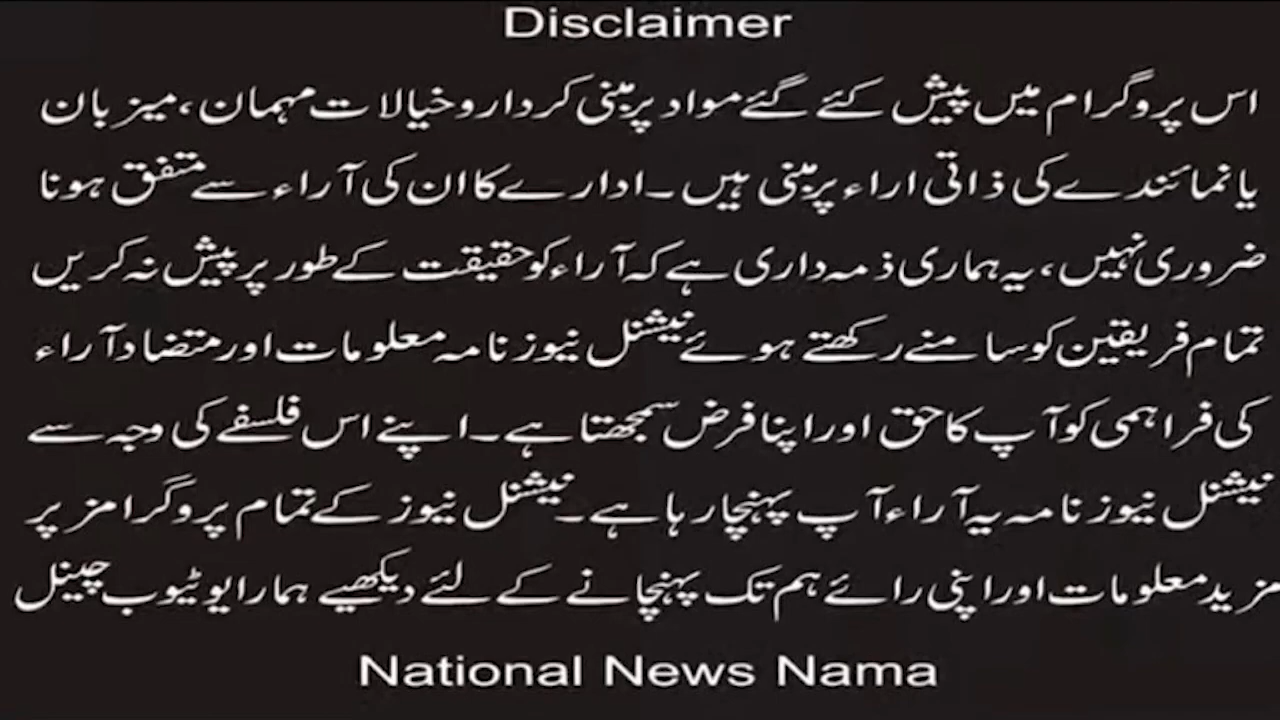 Disclaimer
اس پروگرام میں پیش کئے گئے مواد پر مبنی کردار و خیالات مہمان، میزبان
یا نمائندے کی ذاتی اراء پر مبنی ہیں۔ ادارے کا ان کی آراء سے متفق ہونا
ضروری نہیں، یہ ہماری ذمہ داری ہے کہ آراء کو حقیقت کے طور پر پیش نہ کریں
تمام فریقین کو سامنے رکھتے ہوئے نیشنل نیوز نامہ معلومات اور متضاد آراء
کی فراہمی کو آپ کا حق اور اپنا فرض سمجھتا ہے۔ اپنے اس فلسفے کی وجہ سے
نیشنل نیوز نامہ یہ آراء آپ پہنچا رہا ہے۔ نیشنل نیوز کے تمام پروگرامز پر
مزید معلومات اور اپنی رائے ہم تک پہنچانے کے لئے دیکھیے ہمارا یوٹیوب چینل
National News Nama